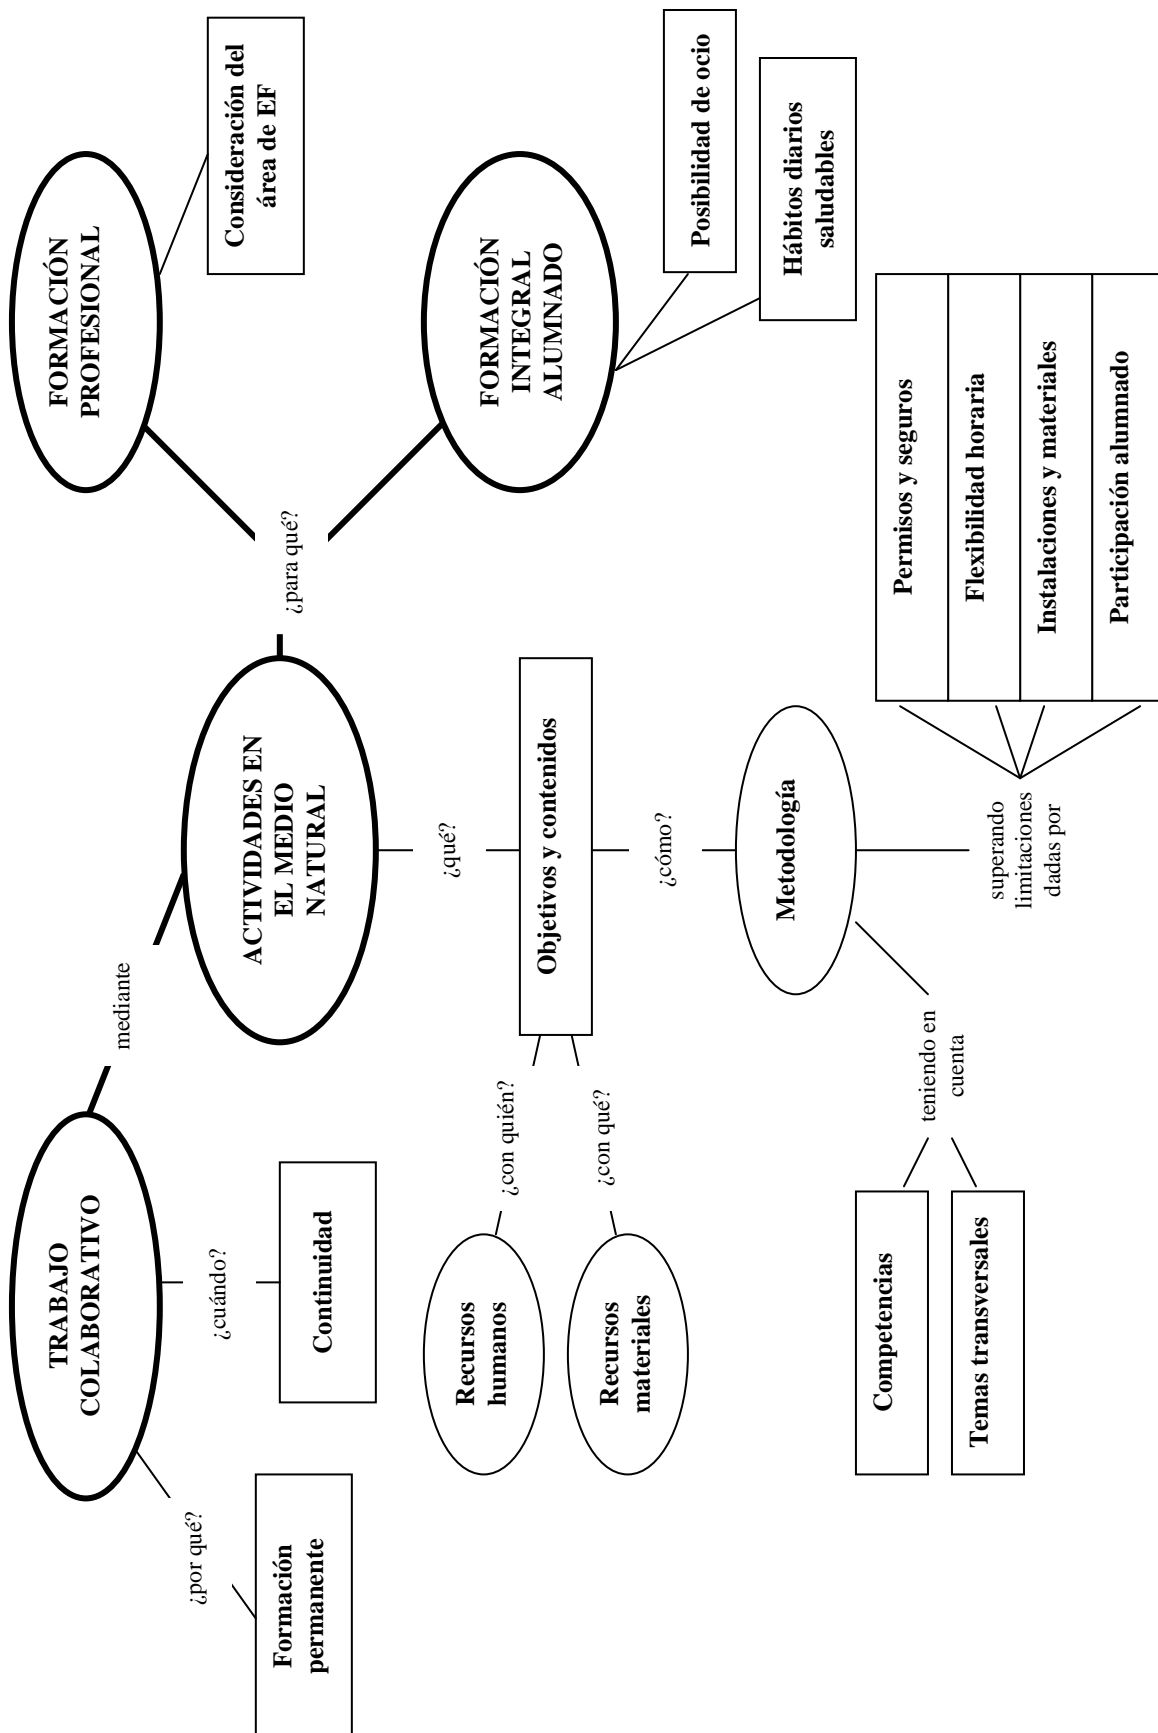 TRABAJO
COLABORATIVO
mediante
ACTIVIDADES EN
EL MEDIO
NATURAL
¿para qué?
FORMACIÓN
PROFESIONAL
Consideración del
área de EF
FORMACIÓN
INTEGRAL
ALUMNADO
Posibilidad de ocio
Hábitos diarios
saludables
¿por qué?
Formación
permanente
¿cuándo?
Continuidad
¿qué?
Objetivos y contenidos
¿con quién?
Recursos
humanos
¿con qué?
Recursos
materiales
¿cómo?
Metodología
teniendo en
cuenta
Competencias
Temas transversales
superando
limitaciones
dadas por
Permisos y seguros
Flexibilidad horaria
Instalaciones y materiales
Participación alumnado